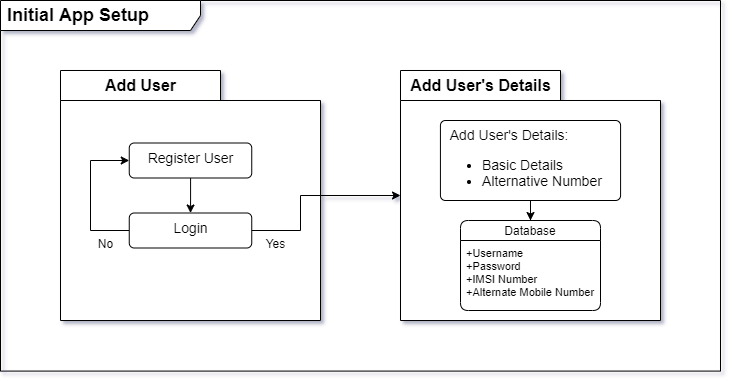 Initial App Setup
Add User
Register User
Login
No
Yes
Add User's Details
Add User's Details:
• Basic Details
• Alternative Number
Database
+Username
+Password
+IMSI Number
+Alternate Mobile Number